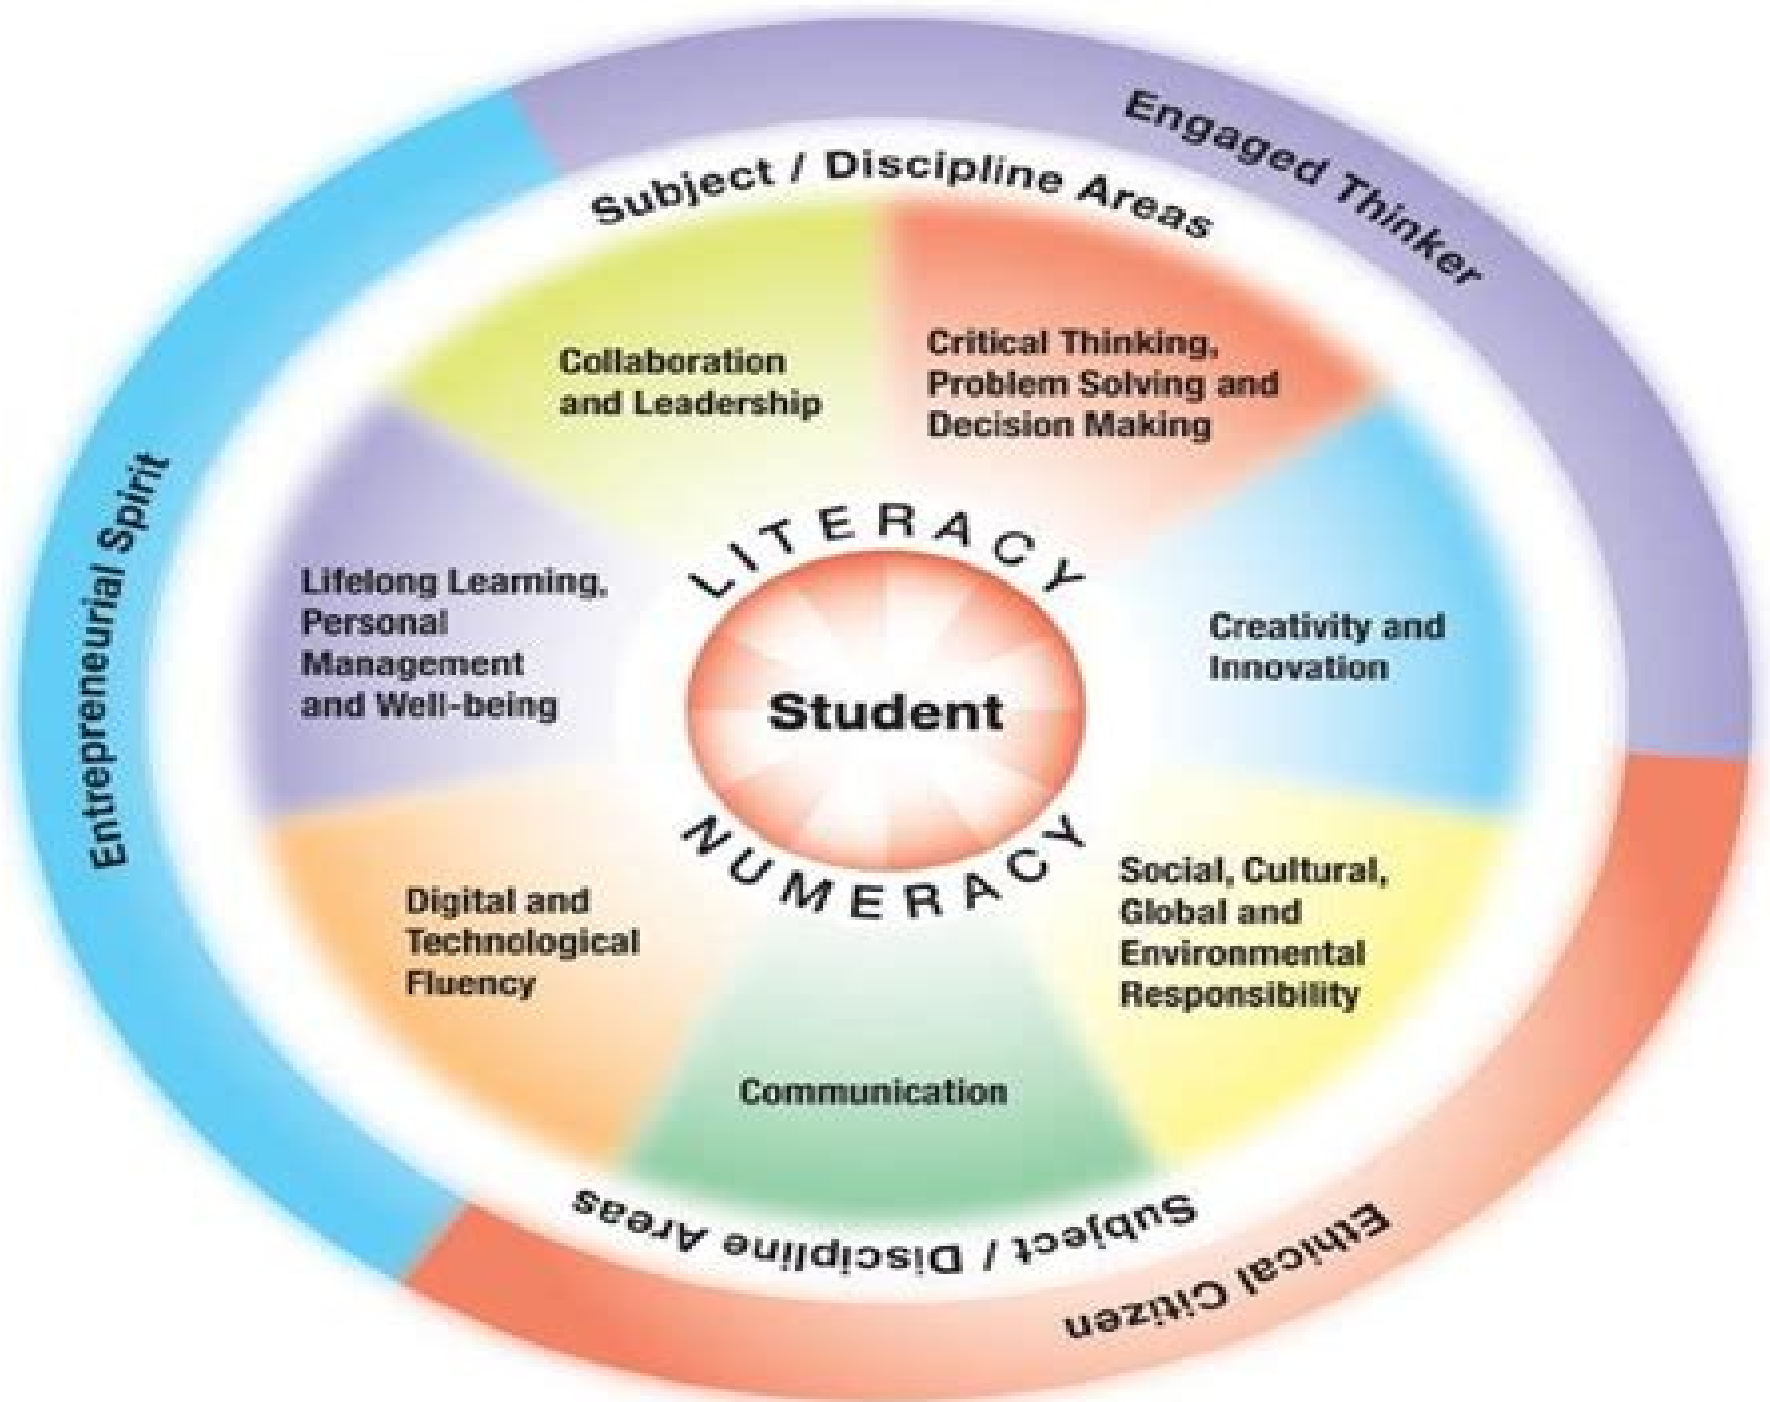 Engaged Thinker
Subject / Discipline Areas
Collaboration
and Leadership
Critical Thinking,
Problem Solving and
Decision Making
Entrepreneurial Spirit
Lifelong Learning,
Personal
Management
and Well-being
LITERACY
Student
NUMERACY
Creativity and
Innovation
Digital and
Technological
Fluency
Social, Cultural,
Global and
Environmental
Responsibility
Communication
Subject / Discipline Areas
Ethical Citizen